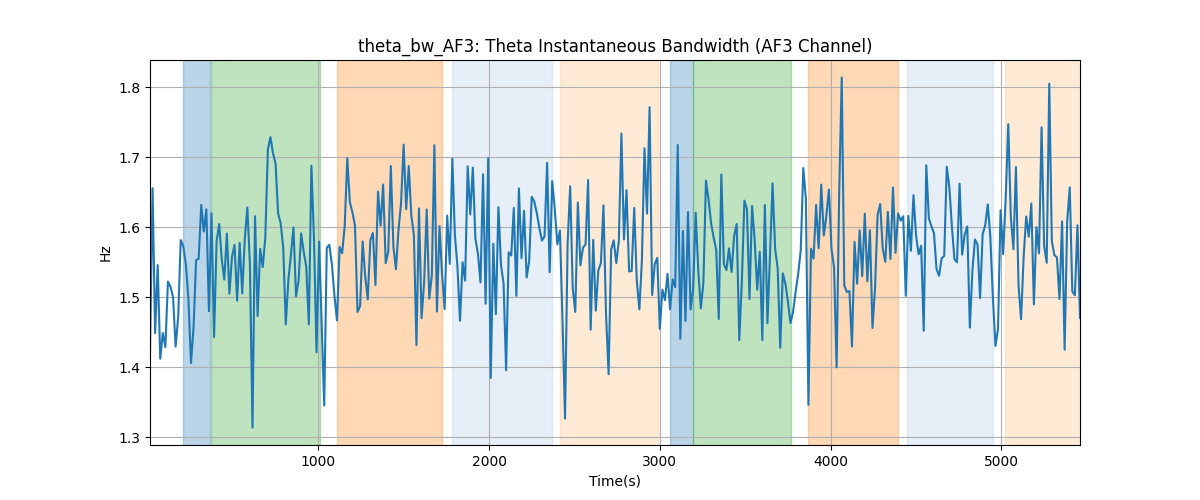 theta_bw_AF3: Theta Instantaneous Bandwidth (AF3 Channel)
Hz
1.8
1.7
1.6
1.5
1.4
1.3
1000 2000 3000 4000 5000
Time(s)